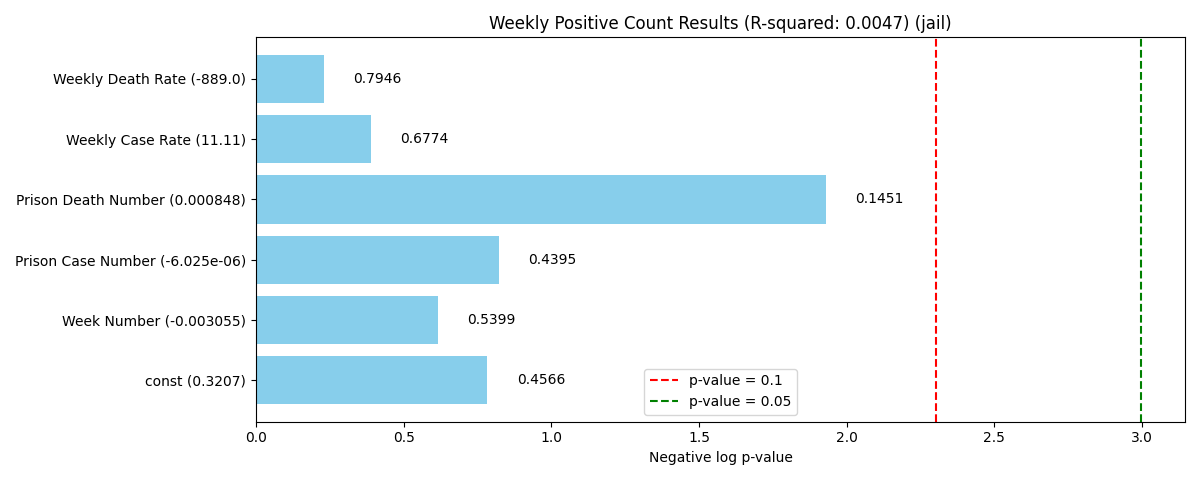 Weekly Positive Count Results (R-squared: 0.0047) (jail)
Weekly Death Rate (-889.0)
0.7946
Weekly Case Rate (11.11)
0.6774
Prison Death Number (0.000848)
0.1451
Prison Case Number (-6.025e-06)
0.4395
Week Number (-0.003055)
0.5399
const (0.3207)
0.4566
p-value = 0.1
p-value = 0.05
0.0 0.5 1.0 1.5 2.0 2.5 3.0
Negative log p-value